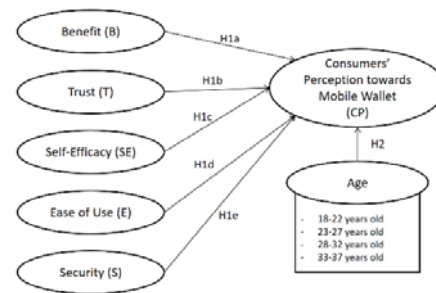 Benefit (B)
H1a
Consumers'
Perception towards
Mobile Wallet
(CP)
Trust (T)
H1b
Self-Efficacy (SE)
H1c
H1d
H2
Ease of Use (E)
Age
H1e
- 18-22 years old
- 23-27 years old
- 28-32 years old
- 33-37 years old
Security (S)